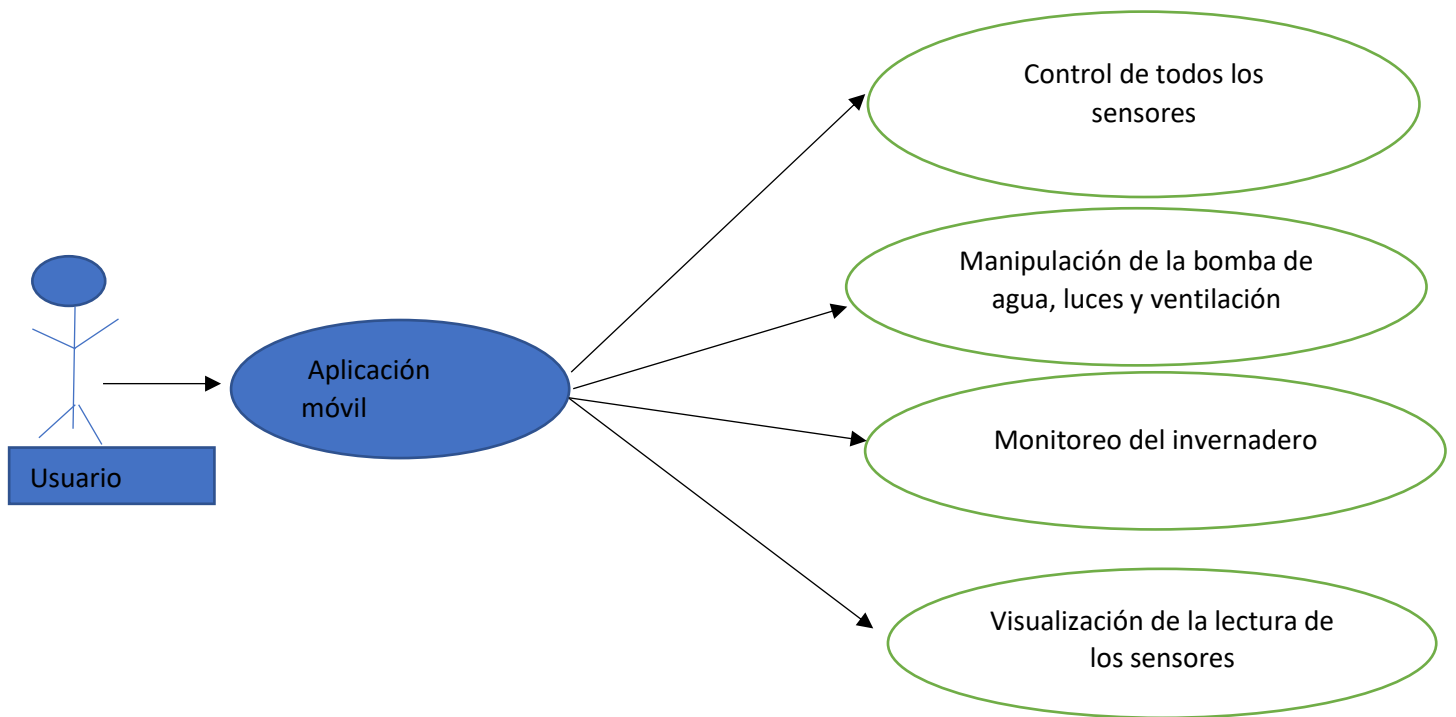 Control de todos los
sensores
Manipulación de la bomba de
agua, luces y ventilación
Aplicación
móvil
Monitoreo del invernadero
Usuario
Visualización de la lectura de
los sensores